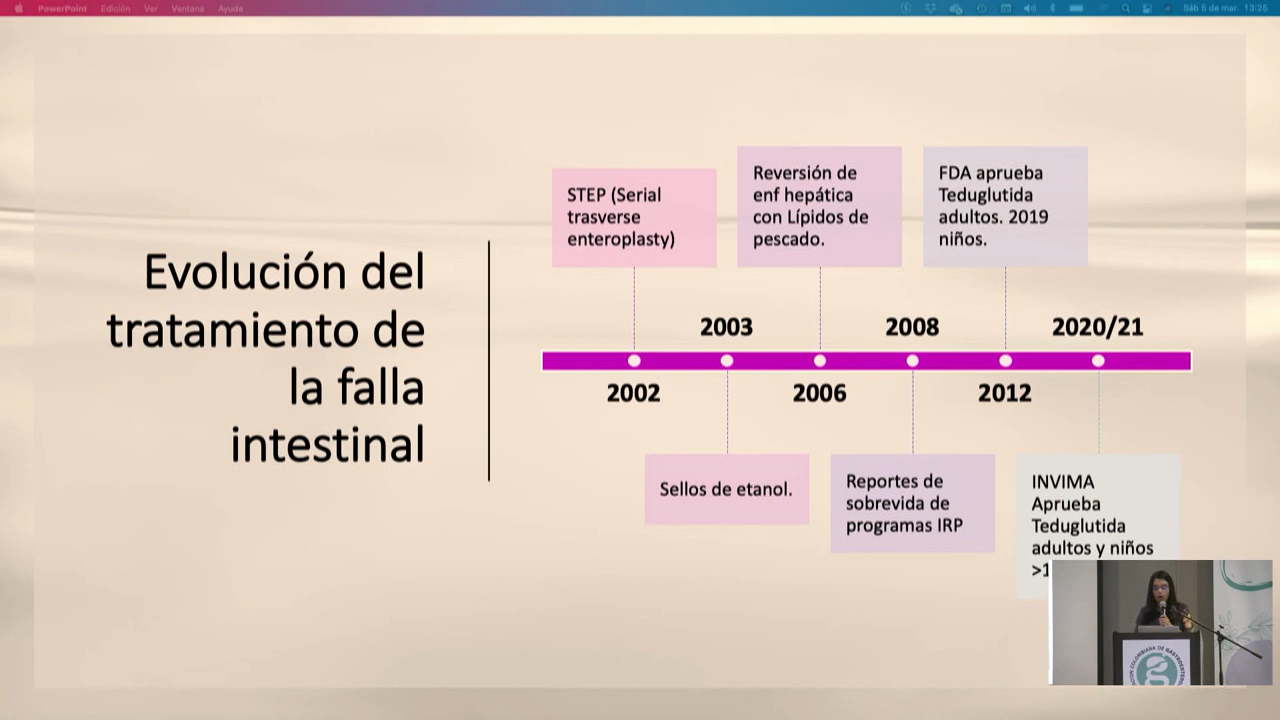 PowerPoint Edición Ver Ventana Ayuda
Sáb 5 de mar. 13:25
Evolución del
tratamiento de
la falla
intestinal
STEP (Serial
trasverse
enteroplasty)
Reversión de
enf hepática
con Lípidos de
pescado.
FDA aprueba
Teduglutida
adultos. 2019
niños.
2003
2008
2020/21
2002
2006
2012
Sellos de etanol.
Reportes de
sobrevida de
programas IRP
INVIMA
Aprueba
Teduglutida
adultos y niños
>1
COLOMBIANA DE